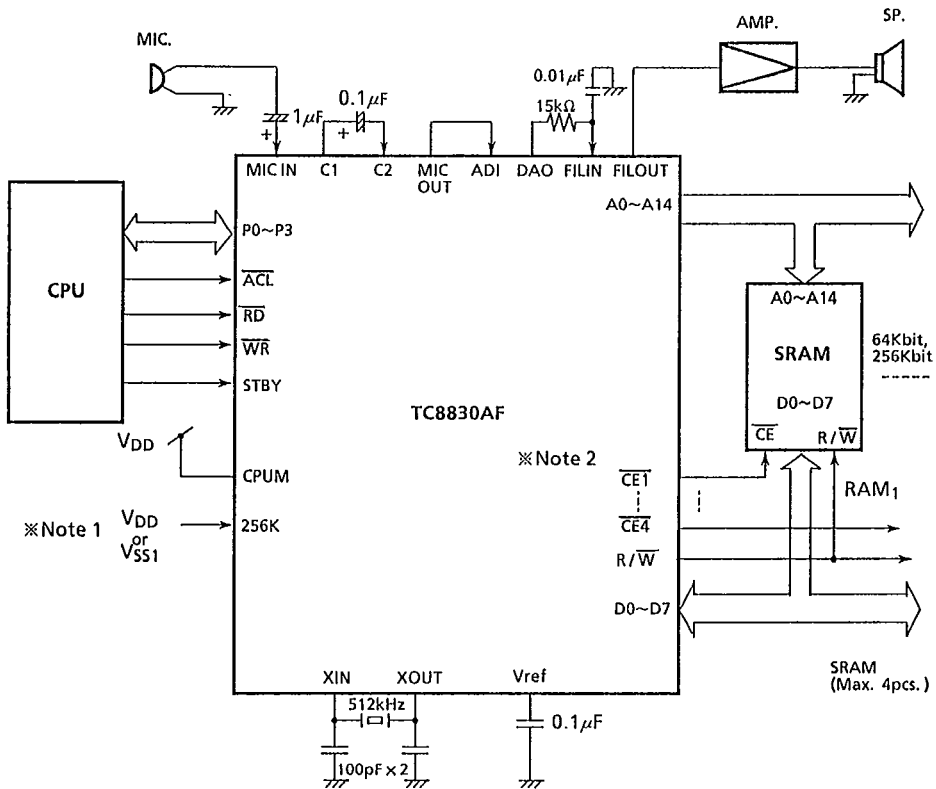 MIC.
AMP.
SP.
1μF
+
0.1μF
+
0.01μF
15kΩ
MIC IN
C1
C2
MIC OUT
ADI
DAO
FILIN
FILOUT
CPU
P0~P3
ACL
RD
WR
STBY
VDD
CPUM
※Note 1
VDD
or
VSS1
256K
TC8830AF
※Note 2
A0~A14
A0~A14
SRAM
64Kbit,
256Kbit
D0~D7
CE
R/W
RAM1
CE1
CE4
R/W
D0~D7
SRAM
(Max. 4pcs.)
XIN
XOUT
Vref
512kHz
100pF x 2
0.1μF